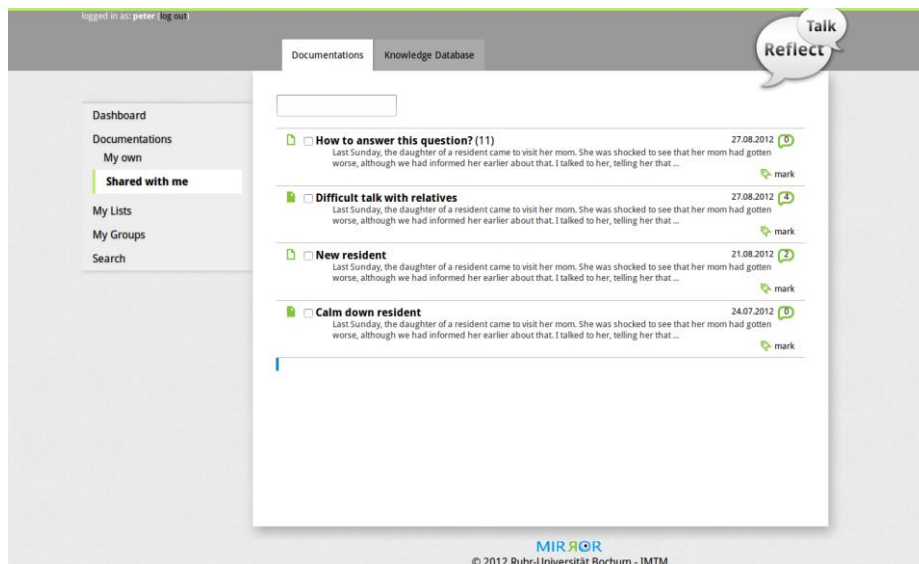 logged in as: peter (log out)
Talk
Reflect
Documentations
Knowledge Database
Dashboard
Documentations
My own
Shared with me
My Lists
My Groups
Search
How to answer this question? (11)
27.08.2012 0
Last Sunday, the daughter of a resident came to visit her mom. She was shocked to see that her mom had gotten
worse, although we had informed her earlier about that. I talked to her, telling her that ...
mark
Difficult talk with relatives
27.08.2012 4
Last Sunday, the daughter of a resident came to visit her mom. She was shocked to see that her mom had gotten
worse, although we had informed her earlier about that. I talked to her, telling her that ...
mark
New resident
21.08.2012 2
Last Sunday, the daughter of a resident came to visit her mom. She was shocked to see that her mom had gotten
worse, although we had informed her earlier about that. I talked to her, telling her that ...
mark
Calm down resident
24.07.2012 0
Last Sunday, the daughter of a resident came to visit her mom. She was shocked to see that her mom had gotten
worse, although we had informed her earlier about that. I talked to her, telling her that ...
mark
MIRROR
© 2012 Ruhr-Universität Bochum - IMTM